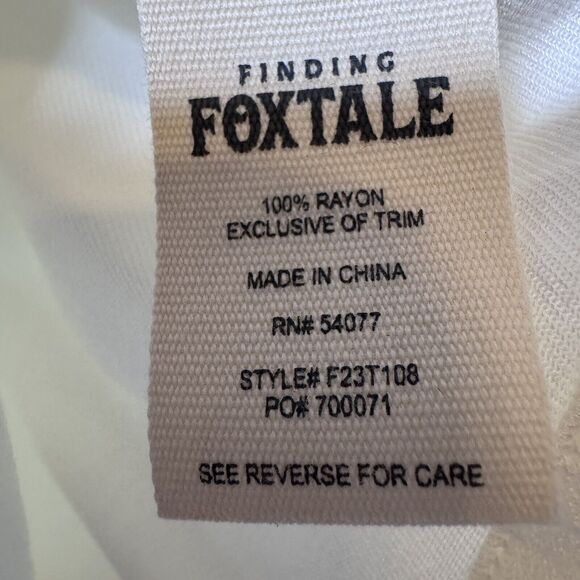 FINDING
FOXTALE
100% RAYON
EXCLUSIVE OF TRIM
MADE IN CHINA
RN# 54077
STYLE# F23T108
PO# 700071
SEE REVERSE FOR CARE